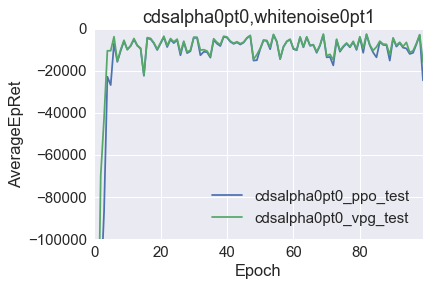 cdsalpha0pt0,whitenoise0pt1
AverageEpRet
0
−20000
−40000
−60000
−80000
−100000
0 20 40 60 80
Epoch
cdsalpha0pt0_ppo_test
cdsalpha0pt0_vpg_test